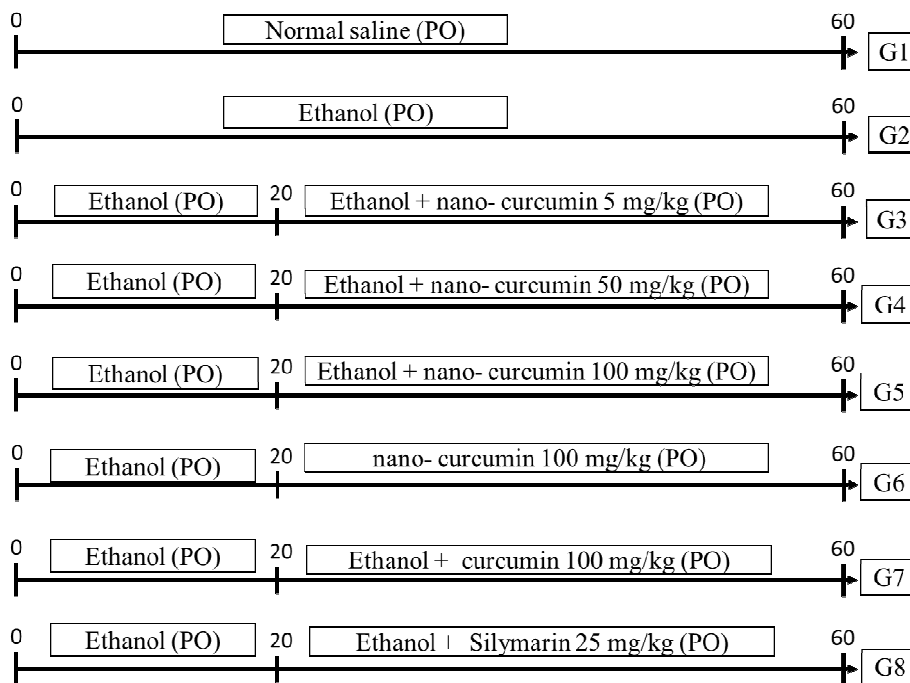 0 Normal saline (PO) 60 G1
0 Ethanol (PO) 60 G2
0 Ethanol (PO) 20 Ethanol + nano- curcumin 5 mg/kg (PO) 60 G3
0 Ethanol (PO) 20 Ethanol + nano- curcumin 50 mg/kg (PO) 60 G4
0 Ethanol (PO) 20 Ethanol + nano- curcumin 100 mg/kg (PO) 60 G5
0 Ethanol (PO) 20 nano- curcumin 100 mg/kg (PO) 60 G6
0 Ethanol (PO) 20 Ethanol + curcumin 100 mg/kg (PO) 60 G7
0 Ethanol (PO) 20 Ethanol + Silymarin 25 mg/kg (PO) 60 G8